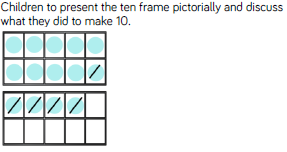 Children to present the ten frame pictorially and discuss
what they did to make 10.